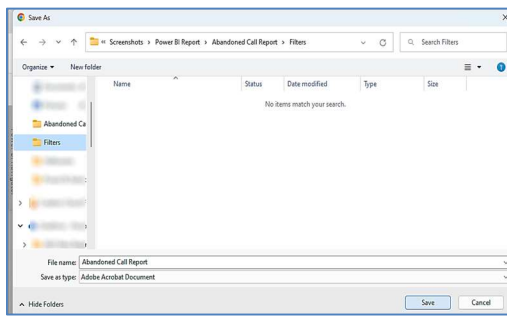 Save As
« Screenshots > Power BI Report > Abandoned Call Report > Filters
Search Filters
Organize New folder
Name Status Date modified Type Size
No items match your search.
Abandoned Ca
Filters
File name: Abandoned Call Report
Save as type: Adobe Acrobat Document
Hide Folders Save Cancel